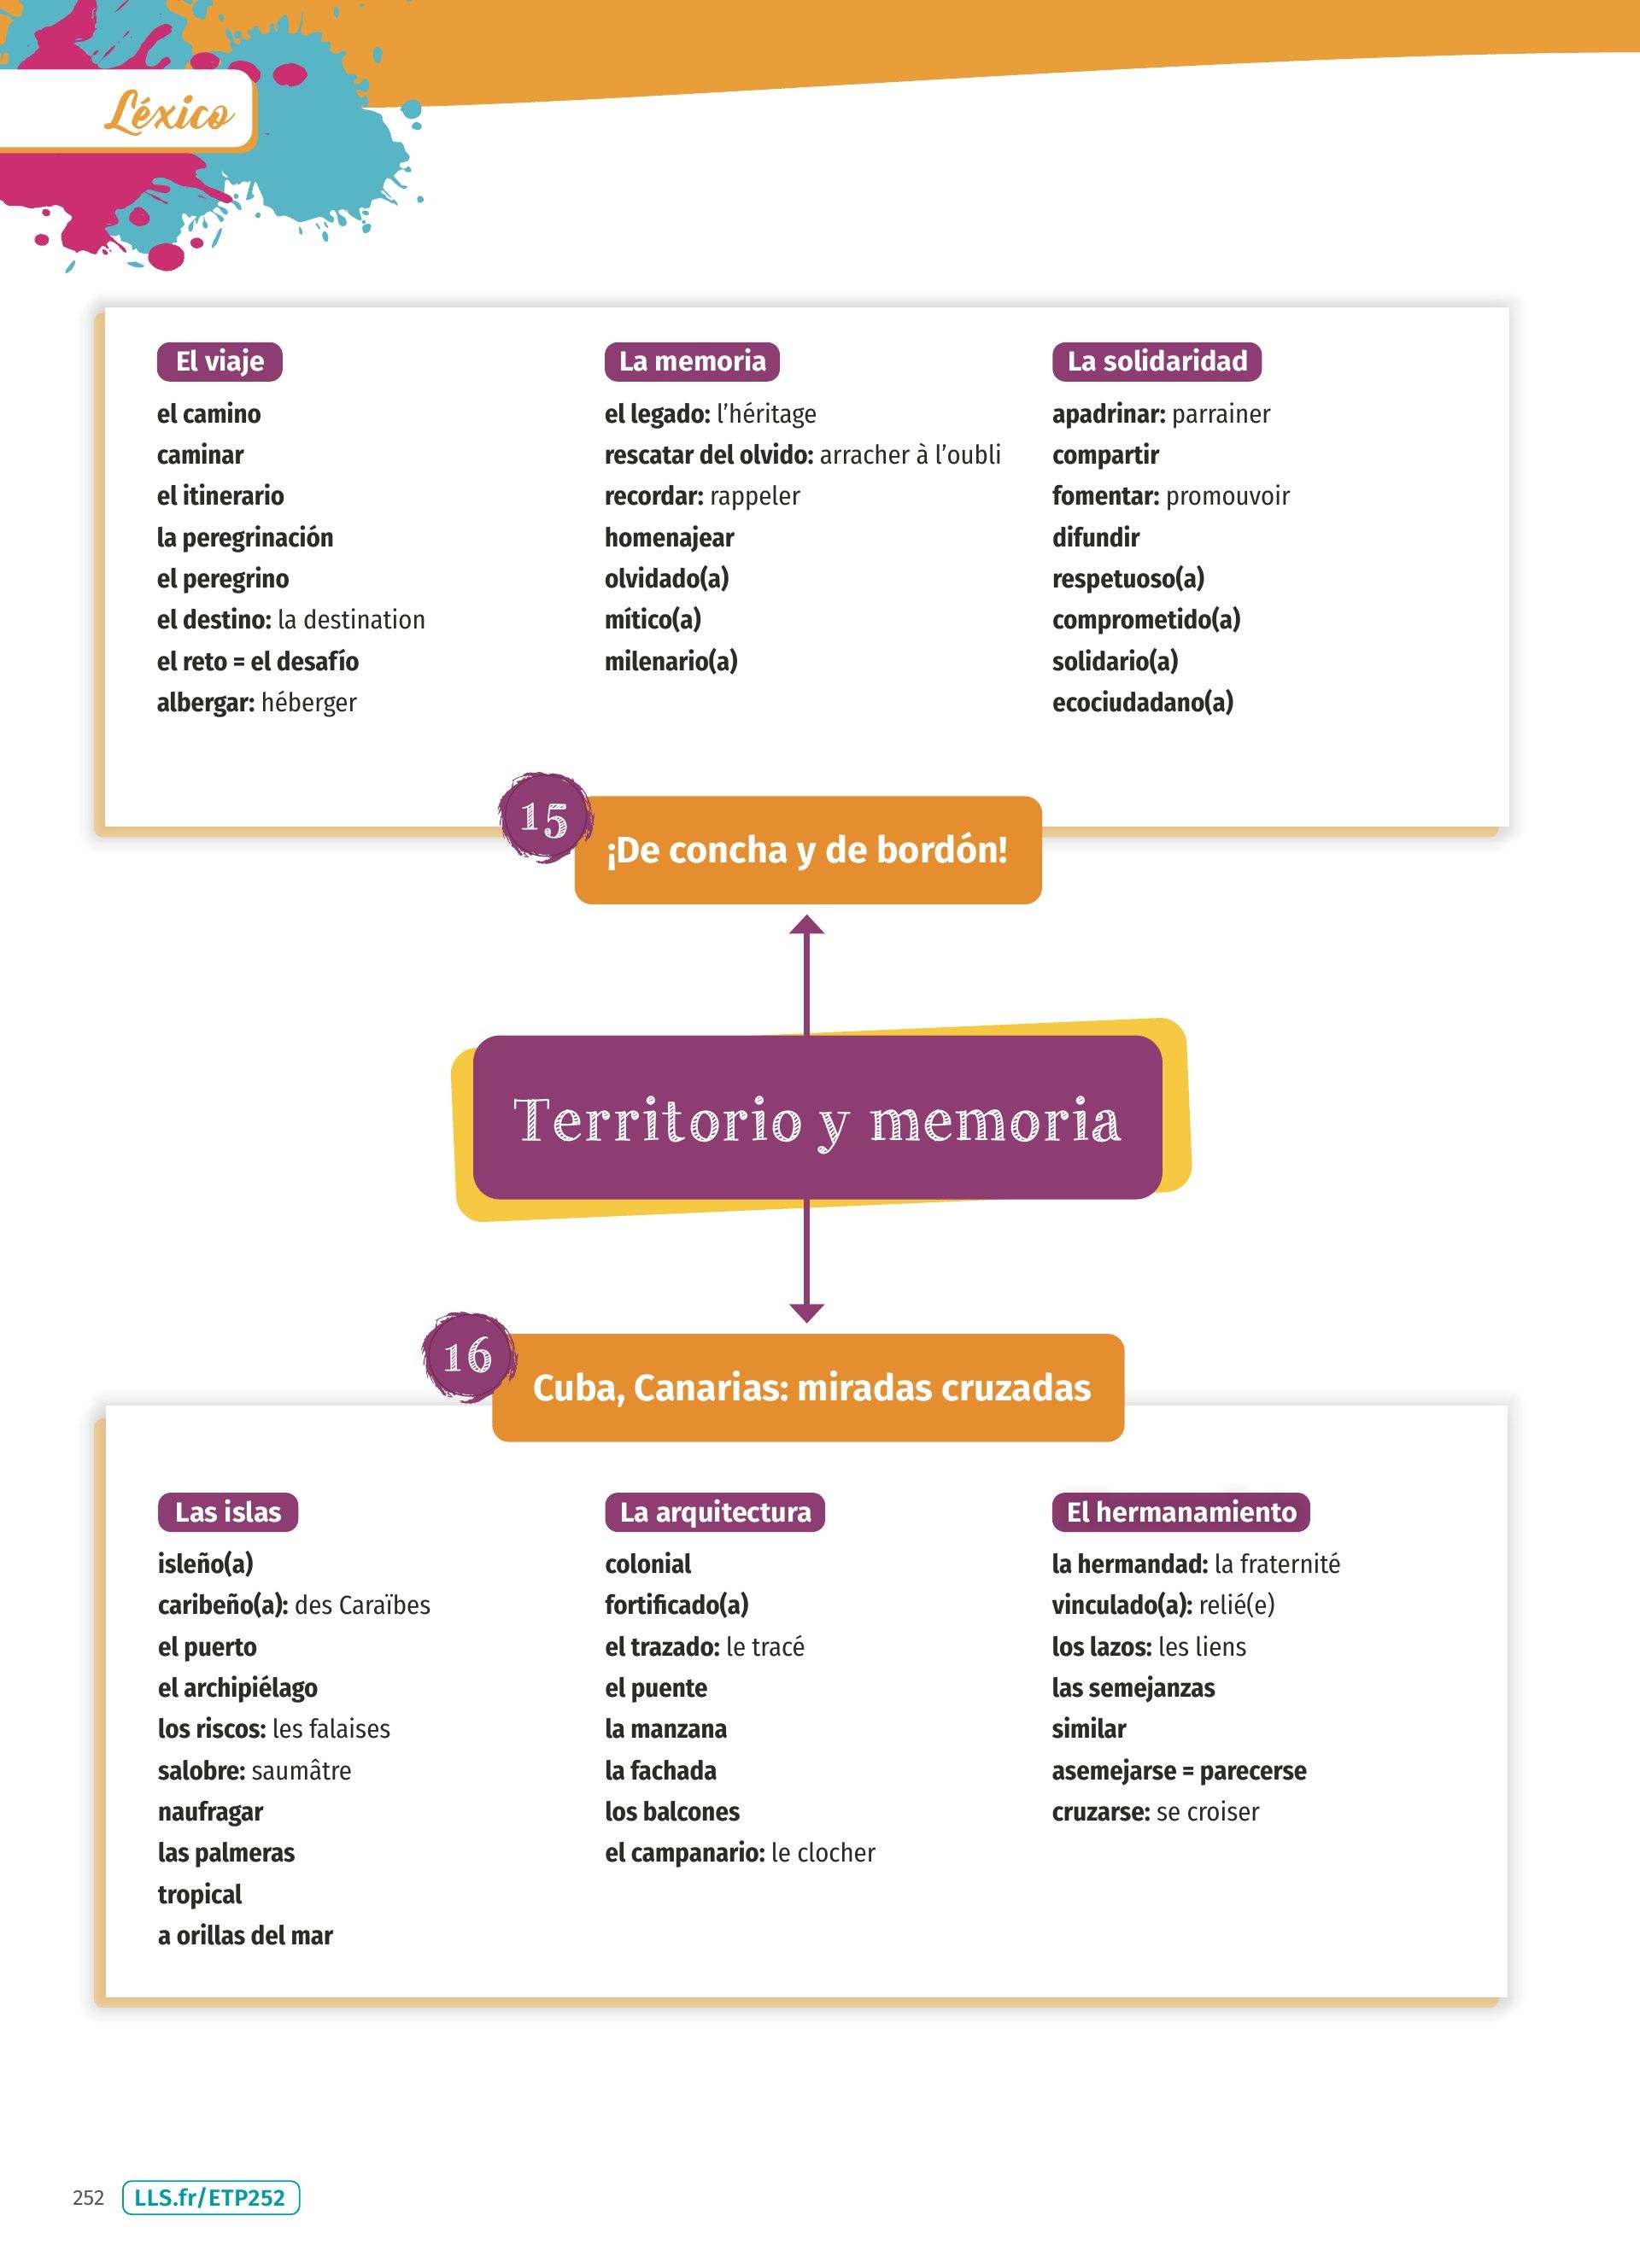 Léxico
El viaje
el camino
caminar
el itinerario
la peregrinación
el peregrino
el destino: la destination
el reto = el desafío
albergar: héberger
La memoria
el legado: l’héritage
rescatar del olvido: arracher à l’oubli
recordar: rappeler
homenajear
olvidado(a)
mítico(a)
milenario(a)
La solidaridad
apadrinar: parrainer
compartir
fomentar: promouvoir
difundir
respetuoso(a)
comprometido(a)
solidario(a)
ecociudadano(a)
15
¡De concha y de bordón!
Territorio y memoria
16
Cuba, Canarias: miradas cruzadas
Las islas
isleño(a)
caribeño(a): des Caraïbes
el puerto
el archipiélago
los riscos: les falaises
salobre: saumâtre
naufragar
las palmeras
tropical
a orillas del mar
La arquitectura
colonial
fortificado(a)
el trazado: le tracé
el puente
la manzana
la fachada
los balcones
el campanario: le clocher
El hermanamiento
la hermandad: la fraternité
vinculado(a): relié(e)
los lazos: les liens
las semejanzas
similar
asemejarse = parecerse
cruzarse: se croiser
252
LLS.fr/ETP252